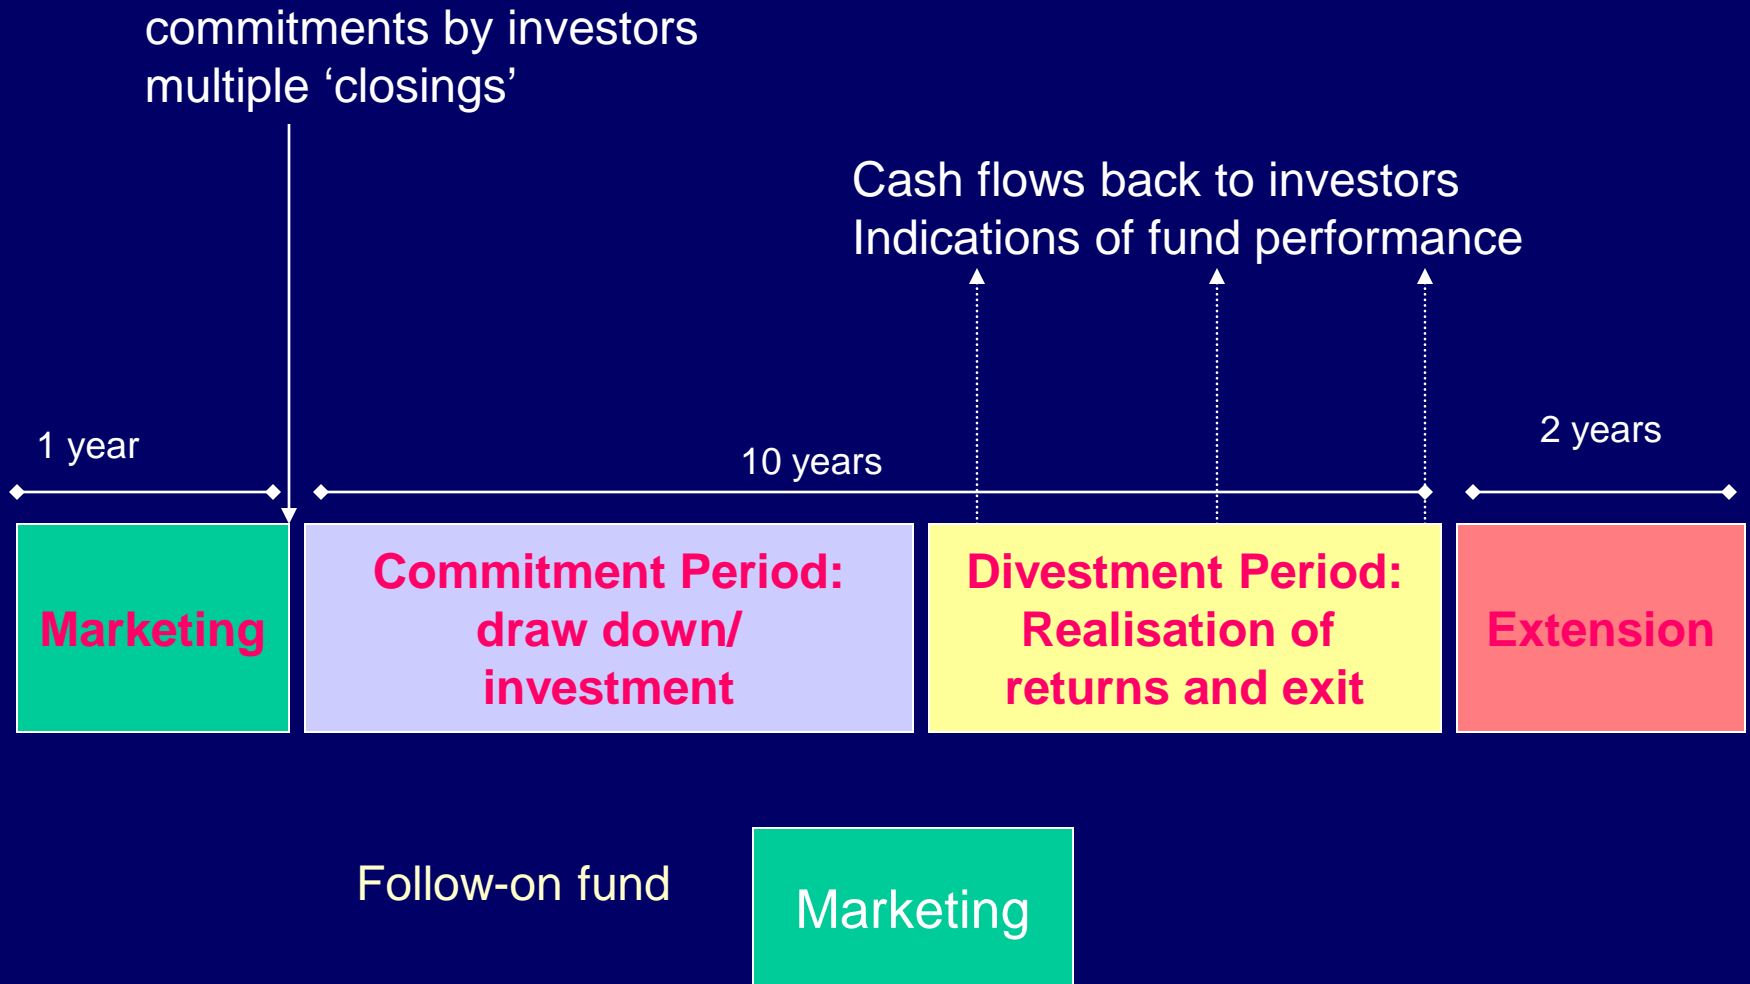 commitments by investors
multiple ‘closings’
Cash flows back to investors
Indications of fund performance
1 year
10 years
2 years
Marketing
Commitment Period:
draw down/
investment
Divestment Period:
Realisation of
returns and exit
Extension
Follow-on fund
Marketing